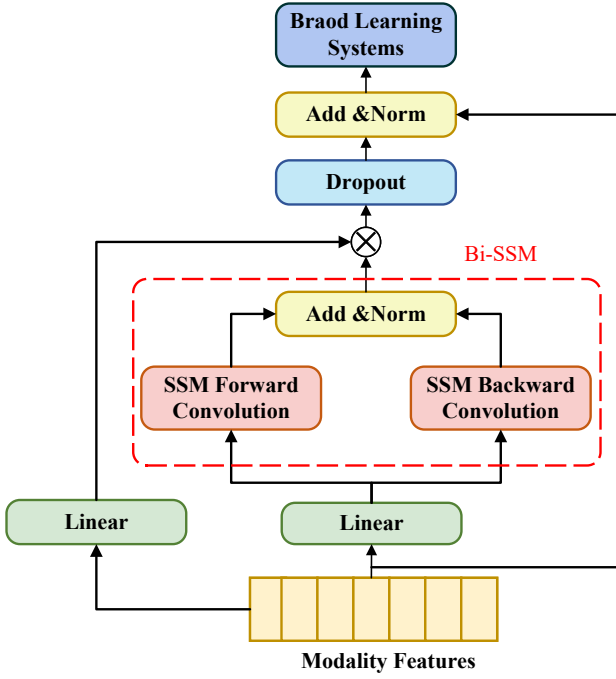 Braod Learning
Systems
Add &Norm
Dropout
Bi-SSM
Add &Norm
SSM Forward
Convolution
SSM Backward
Convolution
Linear
Linear
Modality Features